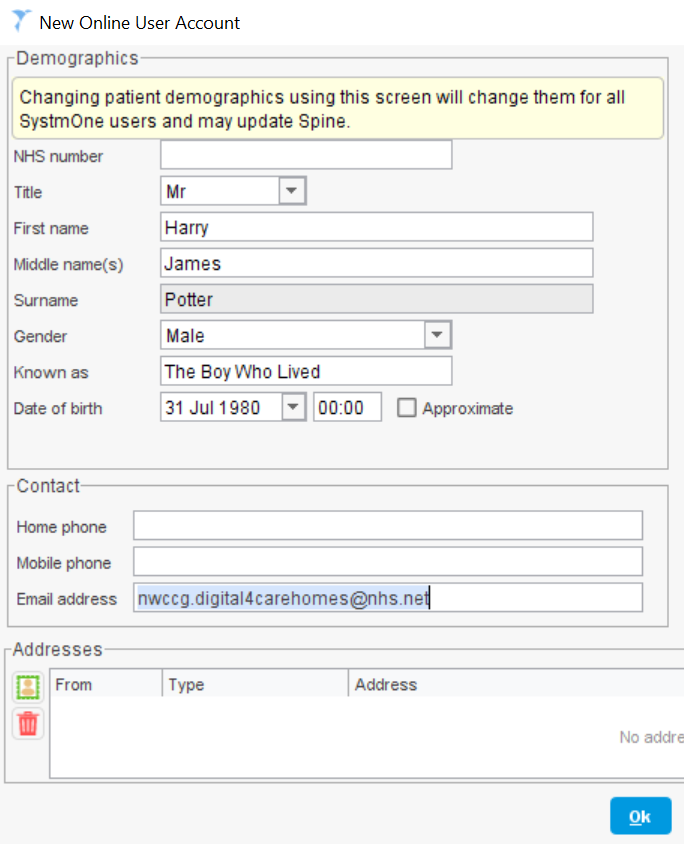 New Online User Account
Demographics
Changing patient demographics using this screen will change them for all
SystmOne users and may update Spine.
NHS number
Title Mr
First name Harry
Middle name(s) James
Surname Potter
Gender Male
Known as The Boy Who Lived
Date of birth 31 Jul 1980 00:00 Approximate
Contact
Home phone
Mobile phone
Email address nwccg.digital4carehomes@nhs.net
Addresses
From Type Address
No addre
Ok